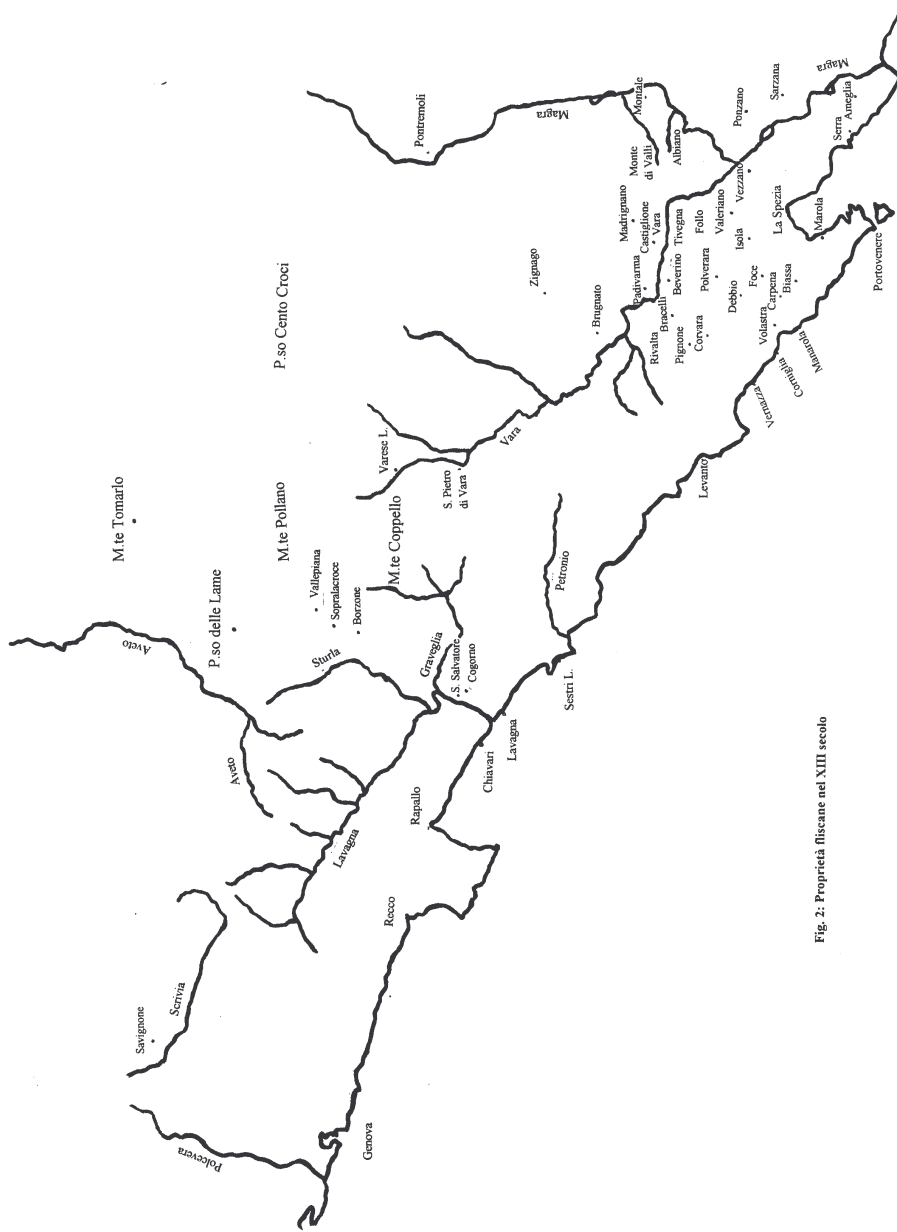 M.te Tomarlo
P.so delle Lame
M.te Pollano
P.so Cento Croci
M.te Coppello
Aveto
Aveto
Savignone
Scrivia
Polcevera
Genova
Recco
Rapallo
Chiavari
Lavagna
Lavagna
Sturla
Graveglia
Vallepiana
Sopralacroce
Borzone
S. Salvatore
Cogorno
Sestri L.
Petronio
Varese L.
S. Pietro
di Vara
Vara
Levanto
Vernazza
Corniglia
Manarola
Zignago
Brugnato
Pontremoli
Magra
Montale
Monte
di Valli
Albiano
Madrignano
Castiglione
Vara
Padivarma
Bracelli
Rivalta
Pignone
Corvara
Beverino
Tivegna
Polverara
Follo
Valeriano
Vezzano
Ponzano
Sarzana
Magra
Isola
Debbio
Foce
Carpena
Biassa
Volastra
La Spezia
Marola
Serra
Ameglia
Portovenere
Fig. 2: Proprietà fliscane nel XIII secolo